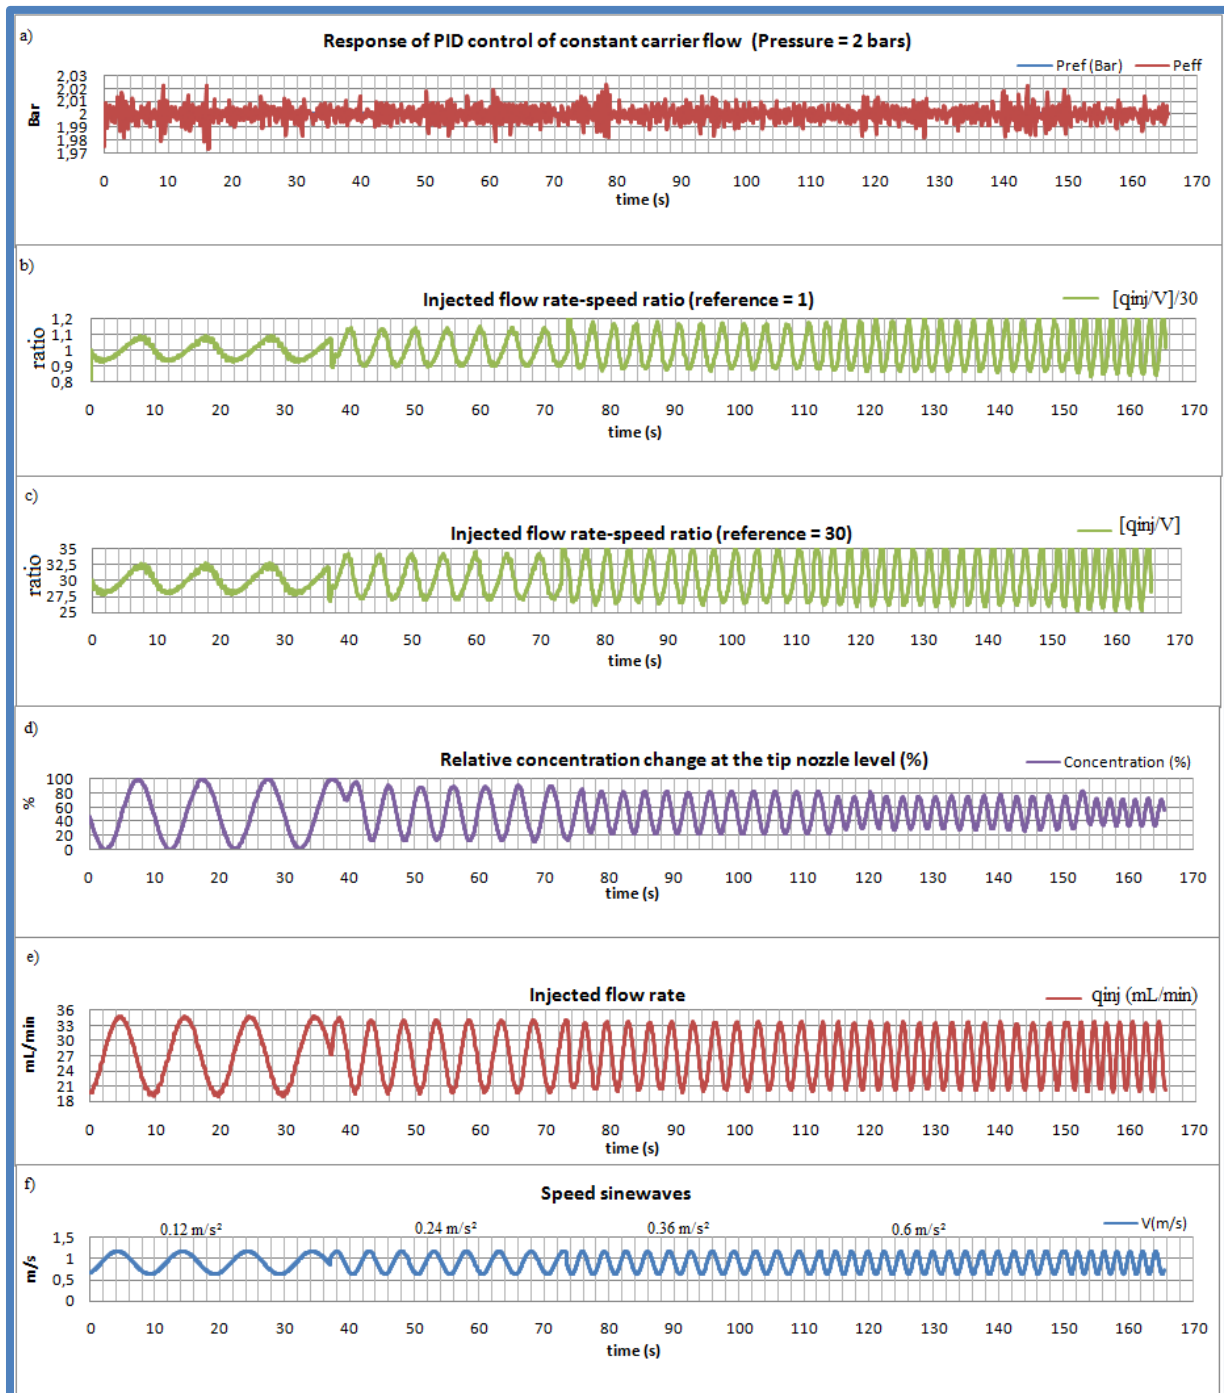 a)
Response of PID control of constant carrier flow (Pressure = 2 bars)
Pref (Bar) Peff
Bar
2,03
2,02
2,01
2
1,99
1,98
1,97
0 10 20 30 40 50 60 70 80 90 100 110 120 130 140 150 160 170
time (s)
b)
Injected flow rate-speed ratio (reference = 1)
[qinj/V]/30
ratio
1,2
1,1
1
0,9
0,8
0 10 20 30 40 50 60 70 80 90 100 110 120 130 140 150 160 170
time (s)
c)
Injected flow rate-speed ratio (reference = 30)
[qinj/V]
ratio
35
32,5
30
27,5
25
0 10 20 30 40 50 60 70 80 90 100 110 120 130 140 150 160 170
time (s)
d)
Relative concentration change at the tip nozzle level (%)
Concentration (%)
%
100
80
60
40
20
0
0 10 20 30 40 50 60 70 80 90 100 110 120 130 140 150 160 170
time (s)
e)
Injected flow rate
qinj (mL/min)
mL/min
36
33
30
27
24
21
18
0 10 20 30 40 50 60 70 80 90 100 110 120 130 140 150 160 170
time (s)
f)
Speed sinewaves
0.12 m/s² 0.24 m/s² 0.36 m/s² 0.6 m/s²
V(m/s)
m/s
1,5
1
0,5
0
0 10 20 30 40 50 60 70 80 90 100 110 120 130 140 150 160 170
time (s)